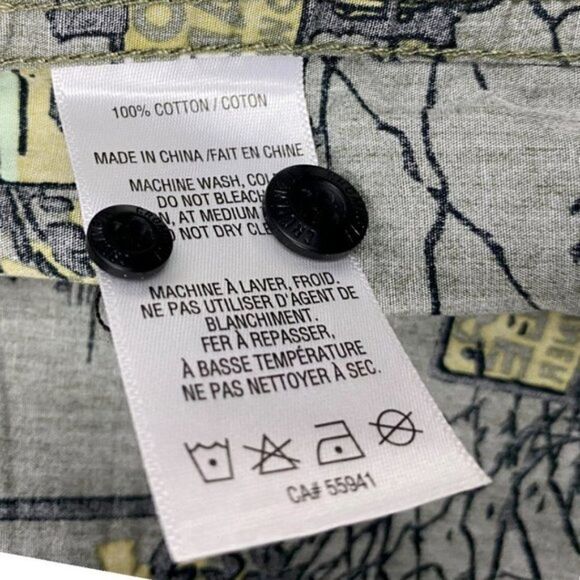 100% COTTON / COTON
MADE IN CHINA /FAIT EN CHINE
MACHINE WASH,
DO NOT BLEACH
AT MEDIUM
NOT DRY
MACHINE À LAVER, FROID.
NE PAS UTILISER D'AGENT DE
BLANCHIMENT.
FER À REPASSER,
À BASSE TEMPÉRATURE
NE PAS NETTOYER À SEC.
CA# 55941